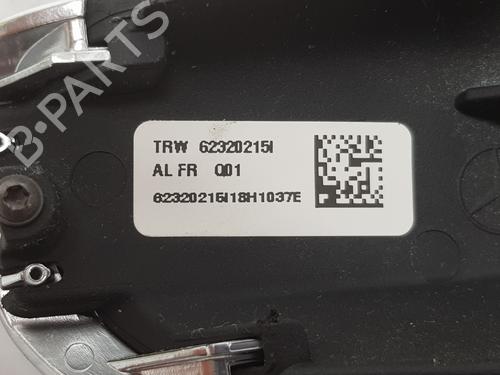 B-PARTS
TRW 62320215I
AL FR Q01
62320215I18H1037E